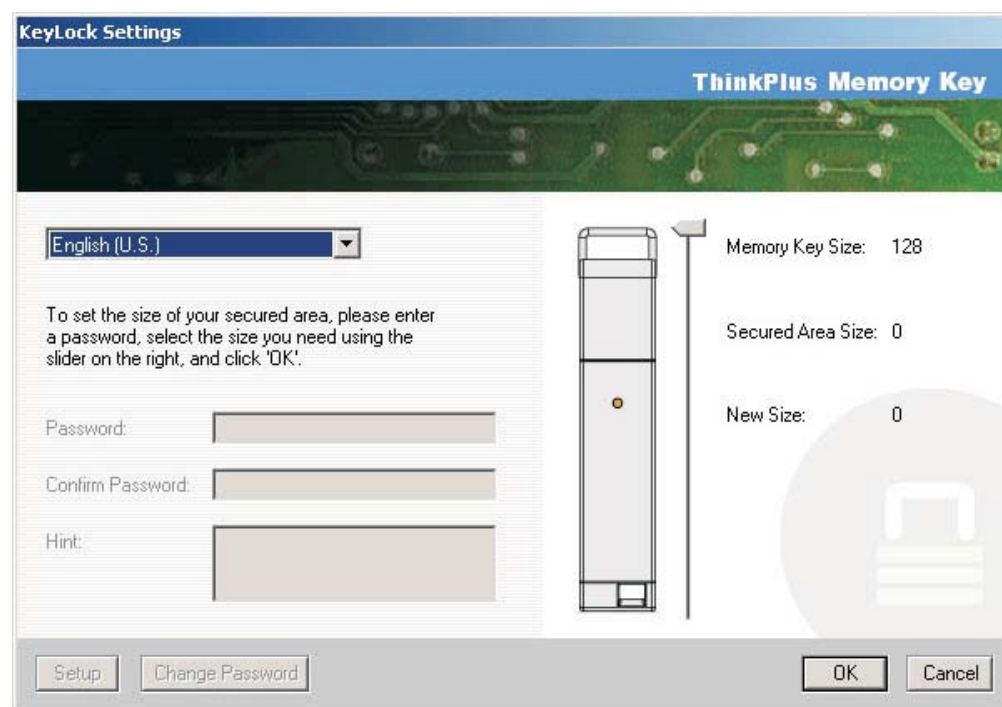 KeyLock Settings
ThinkPlus Memory Key
English (U.S.)
To set the size of your secured area, please enter
a password, select the size you need using the
slider on the right, and click 'OK'.
Password:
Confirm Password:
Hint:
Memory Key Size: 128
Secured Area Size: 0
New Size: 0
Setup
Change Password
OK
Cancel